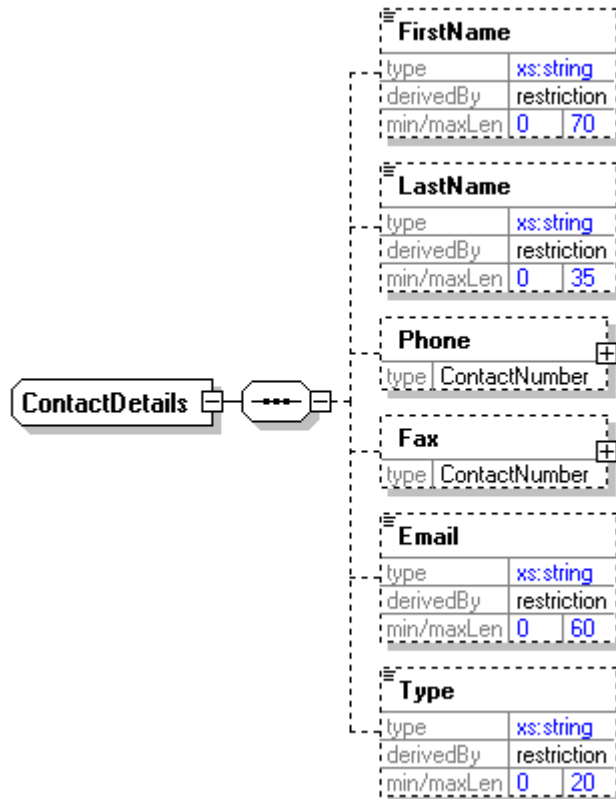 FirstName
type xs:string
derivedBy restriction
min/maxLen 0 70
LastName
type xs:string
derivedBy restriction
min/maxLen 0 35
Phone
type ContactNumber
ContactDetails
Fax
type ContactNumber
Email
type xs:string
derivedBy restriction
min/maxLen 0 60
Type
type xs:string
derivedBy restriction
min/maxLen 0 20